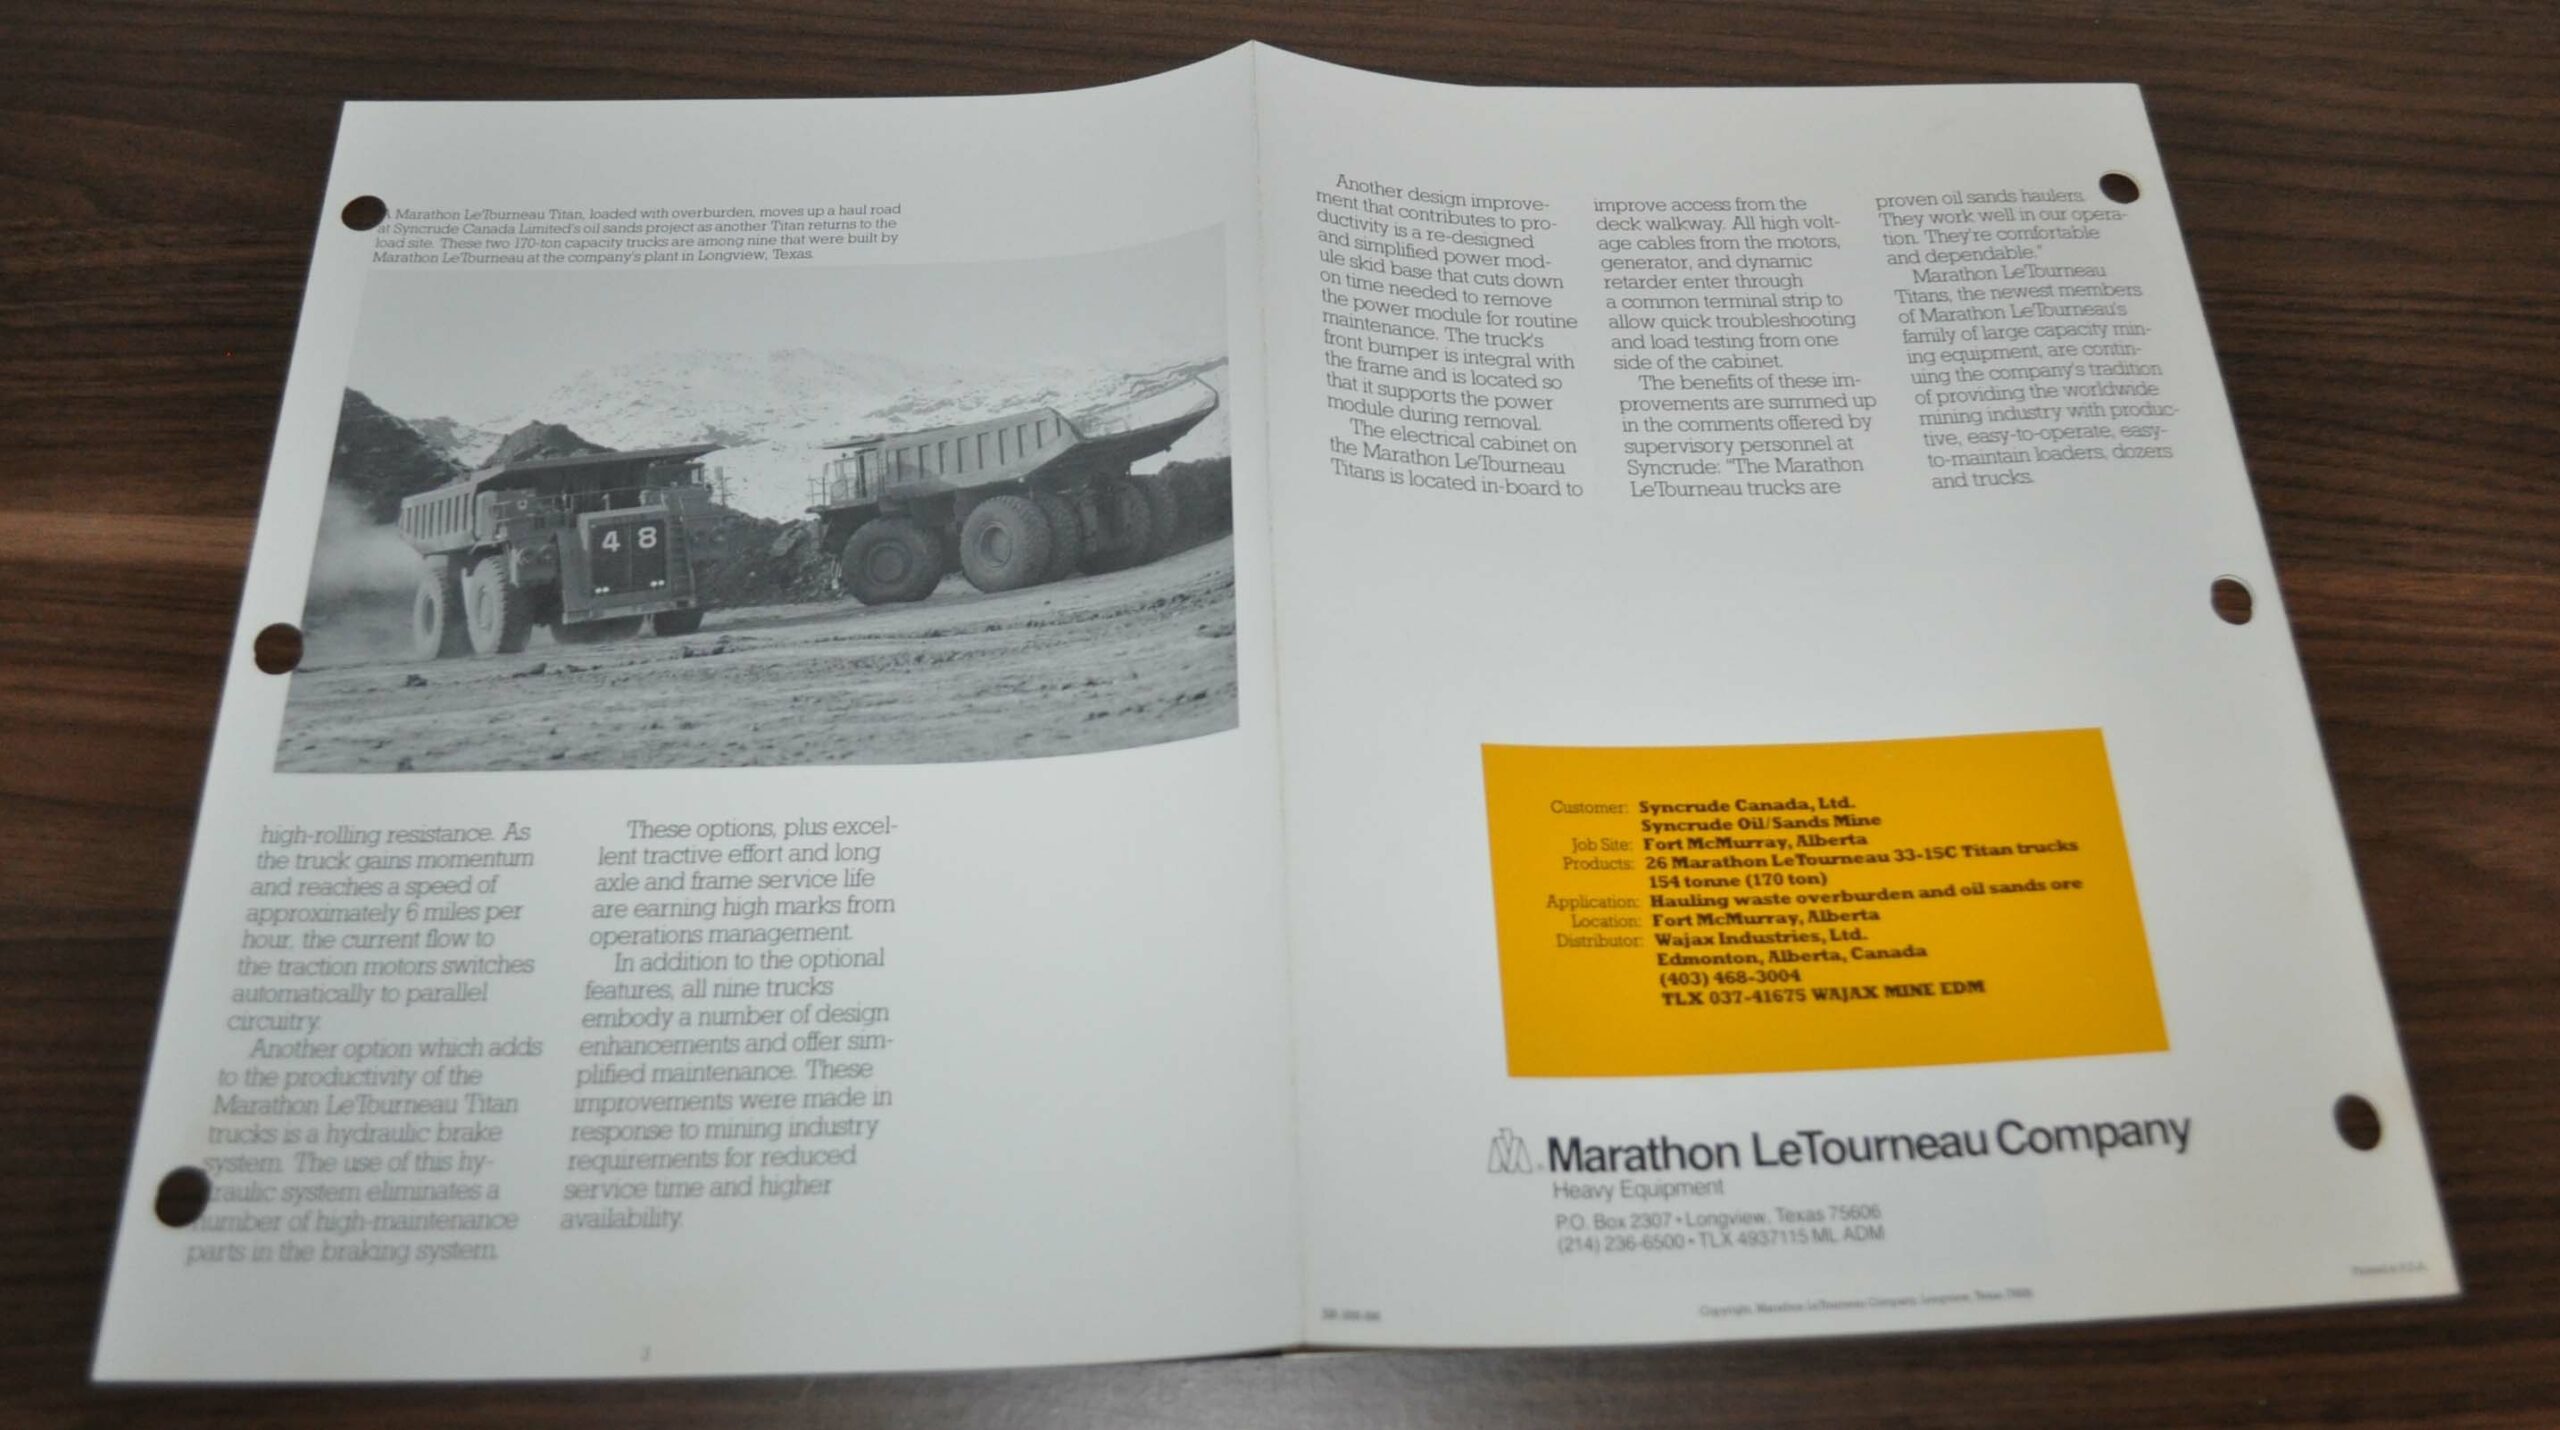 A Marathon LeTourneau Titan, loaded with overburden, moves up a haul road
at Syncrude Canada Limited's oil sands project as another Titan returns to the
load site. These two 170-ton capacity trucks are among nine that were built by
Marathon LeTourneau at the company's plant in Longview, Texas.
48
high-rolling resistance. As
the truck gains momentum
and reaches a speed of
approximately 6 miles per
hour, the current flow to
the traction motors switches
automatically to parallel
circuitry.
Another option which adds
to the productivity of the
Marathon LeTourneau Titan
trucks is a hydraulic brake
system. The use of this hy-
draulic system eliminates a
number of high-maintenance
parts in the braking system.
These options, plus excel-
lent tractive effort and long
axle and frame service life
are earning high marks from
operations management.
In addition to the optional
features, all nine trucks
embody a number of design
enhancements and offer sim-
plified maintenance. These
improvements were made in
response to mining industry
requirements for reduced
service time and higher
availability.
3
Another design improve-
ment that contributes to pro-
ductivity is a re-designed
and simplified power mod-
ule skid base that cuts down
on time needed to remove
the power module for routine
maintenance. The truck's
front bumper is integral with
the frame and is located so
that it supports the power
module during removal.
The electrical cabinet on
the Marathon LeTourneau
Titans is located in-board to
improve access from the
deck walkway. All high volt-
age cables from the motors,
generator, and dynamic
retarder enter through
a common terminal strip to
allow quick troubleshooting
and load testing from one
side of the cabinet.
The benefits of these im-
provements are summed up
in the comments offered by
supervisory personnel at
Syncrude: "The Marathon
LeTourneau trucks are
proven oil sands haulers.
They work well in our opera-
tion. They're comfortable
and dependable."
Marathon LeTourneau
Titans, the newest members
of Marathon LeTourneau's
family of large capacity min-
ing equipment, are contin-
uing the company's tradition
of providing the worldwide
mining industry with produc-
tive, easy-to-operate, easy-
to-maintain loaders, dozers
and trucks.
Customer: Syncrude Canada, Ltd.
Syncrude Oil/Sands Mine
Job Site: Fort McMurray, Alberta
Products: 26 Marathon LeTourneau 33-15C Titan trucks
154 tonne (170 ton)
Application: Hauling waste overburden and oil sands ore
Location: Fort McMurray, Alberta
Distributor: Wajax Industries, Ltd.
Edmonton, Alberta, Canada
(403) 468-3004
TLX 037-41675 WAJAX MINE EDM
Marathon LeTourneau Company
Heavy Equipment
P.O. Box 2307 • Longview, Texas 75606
(214) 236-6500 • TLX 4937115 ML ADM
Copyright, Marathon LeTourneau Company, Longview, Texas
Printed in U.S.A.